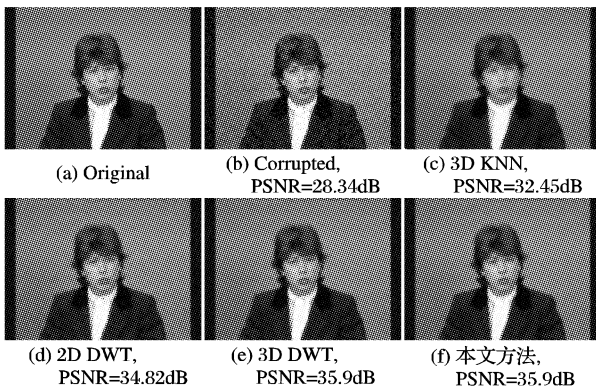 (a) Original
(b) Corrupted,
PSNR=28.34dB
(c) 3D KNN,
PSNR=32.45dB
(d) 2D DWT,
PSNR=34.82dB
(e) 3D DWT,
PSNR=35.9dB
(f) 本文方法,
PSNR=35.9dB